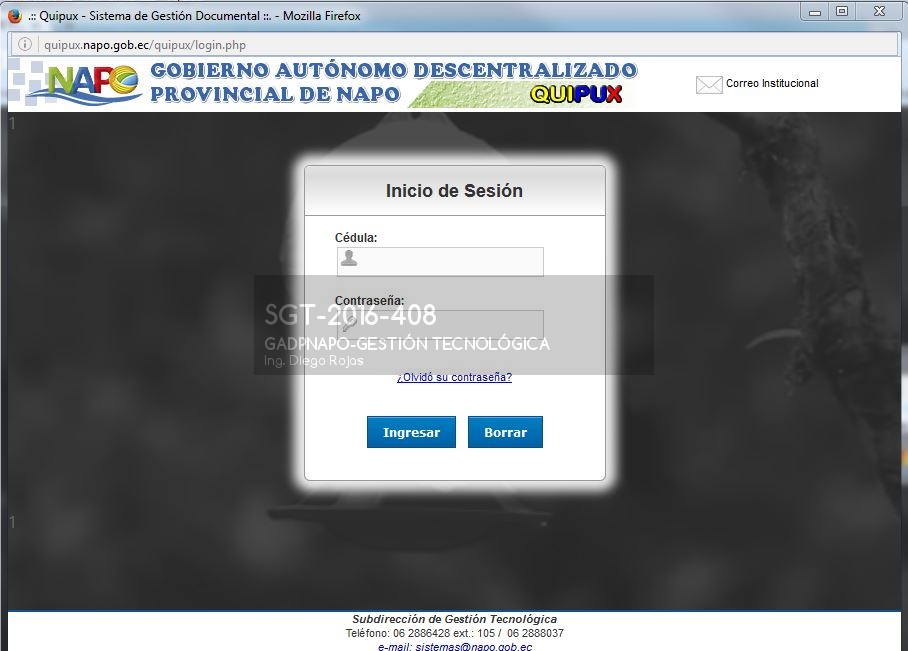 .:: Quipux - Sistema de Gestión Documental ::. - Mozilla Firefox
quipux.napo.gob.ec/quipux/login.php
NAPO
GOBIERNO AUTÓNOMO DESCENTRALIZADO
PROVINCIAL DE NAPO
QUIPUX
Correo Institucional
1
Inicio de Sesión
Cédula:
Contraseña:
SGT-2016-408
GADPNAPO-GESTIÓN TECNOLÓGICA
Ing. Diego Rojas
¿Olvidó su contraseña?
Ingresar
Borrar
1
Subdirección de Gestión Tecnológica
Teléfono: 06 2886428 ext.: 105 / 06 2888037
e-mail: sistemas@napo.gob.ec